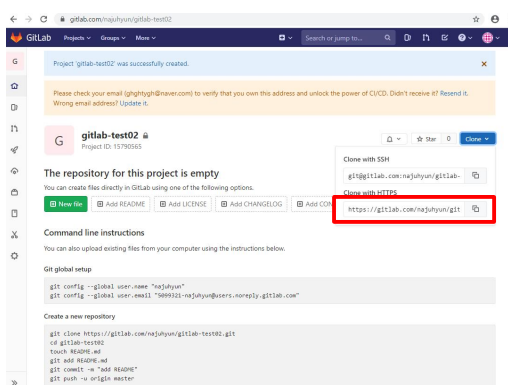 gitlab.com/najuhyun/gitlab-test02
GitLab Projects Groups More Search or jump to...
G
Project 'gitlab-test02' was successfully created.
Please check your email (ghghtygh@naver.com) to verify that you own this address and unlock the power of CI/CD. Didn't receive it? Resend it.
Wrong email address? Update it.
G
gitlab-test02
Project ID: 15790565
Star 0 Clone
Clone with SSH
git@gitlab.com:najuhyun/gitlab-
Clone with HTTPS
https://gitlab.com/najuhyun/git
The repository for this project is empty
You can create files directly in GitLab using one of the following options.
New file Add README Add LICENSE Add CHANGELOG Add CON
Command line instructions
You can also upload existing files from your computer using the instructions below.
Git global setup
git config --global user.name "najuhyun"
git config --global user.email "5099321-najuhyun@users.noreply.gitlab.com"
Create a new repository
git clone https://gitlab.com/najuhyun/gitlab-test02.git
cd gitlab-test02
touch README.md
git add README.md
git commit -m "add README"
git push -u origin master